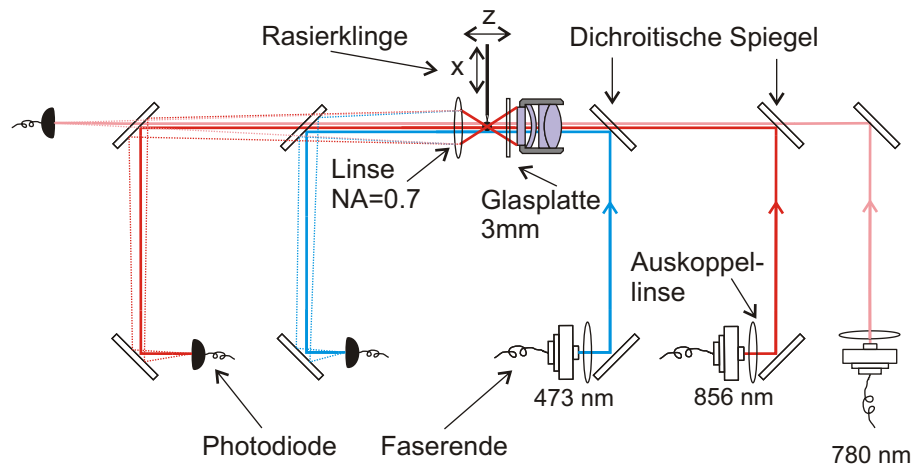 z
Rasierklinge
Dichroitische Spiegel
x
Linse
NA=0.7
Glasplatte
3mm
Auskoppel-
linse
473 nm
856 nm
Photodiode
Faserende
780 nm